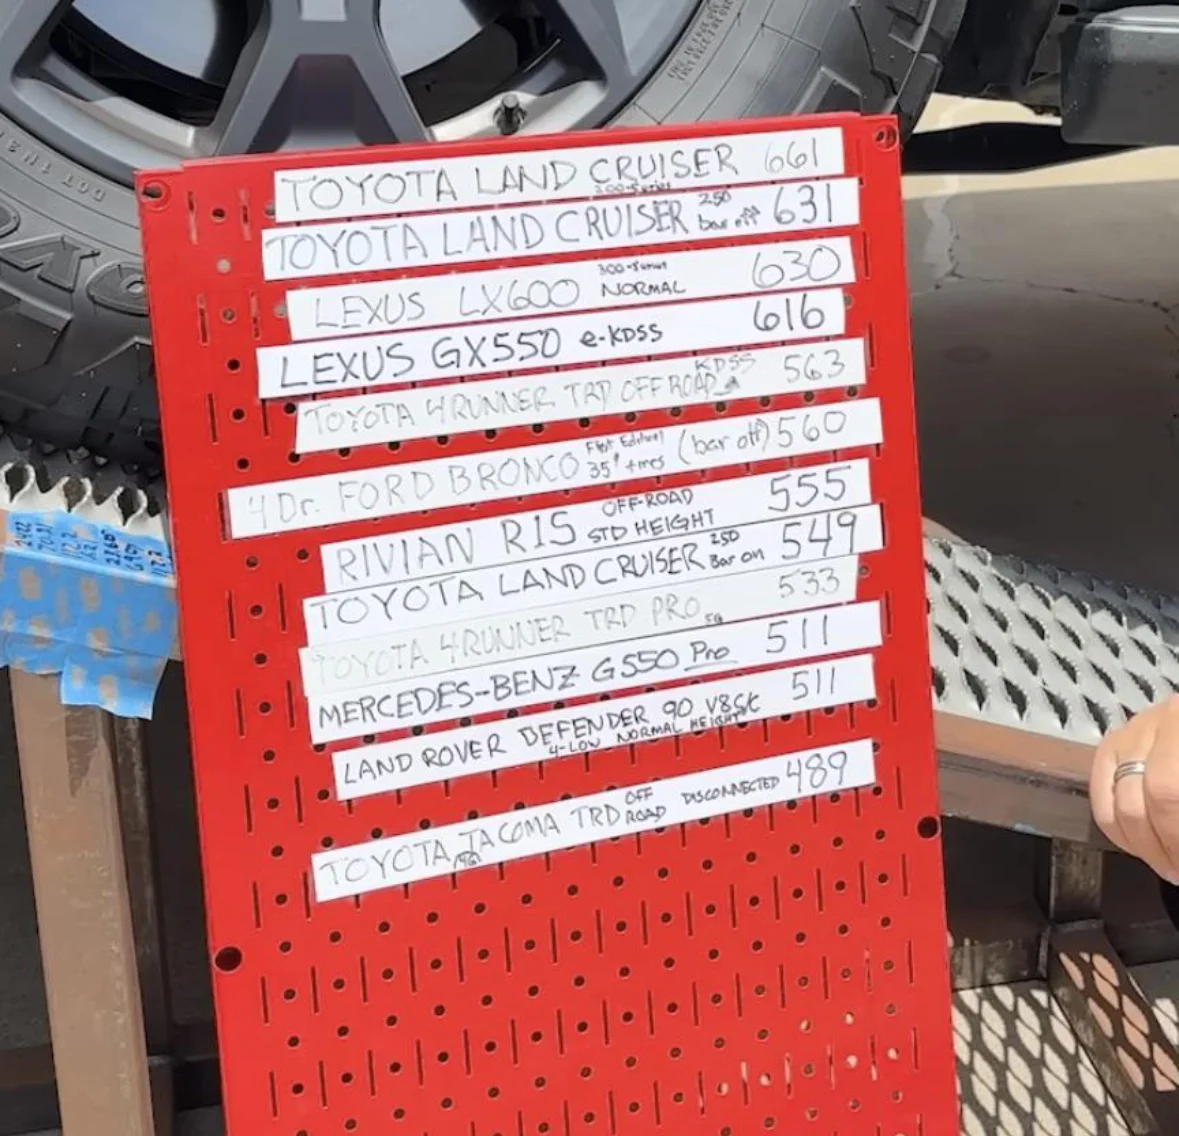 TOYOTA LAND CRUISER 300-Series 661
TOYOTA LAND CRUISER 250 bar off 631
LEXUS LX600 300-Series NORMAL 630
LEXUS GX550 e-KDSS 616
TOYOTA 4RUNNER TRD OFF ROAD KDSS 563
4 Dr. FORD BRONCO First Edition 35" tires (bar off) 560
RIVIAN R1S OFF-ROAD STD HEIGHT 555
TOYOTA LAND CRUISER 250 Bar on 549
TOYOTA 4RUNNER TRD PRO 5G 533
MERCEDES-BENZ G550 Pro 511
LAND ROVER DEFENDER 90 V8 4-LOW NORMAL HEIGHT 511
TOYOTA TACOMA TRD OFF ROAD DISCONNECTED 489